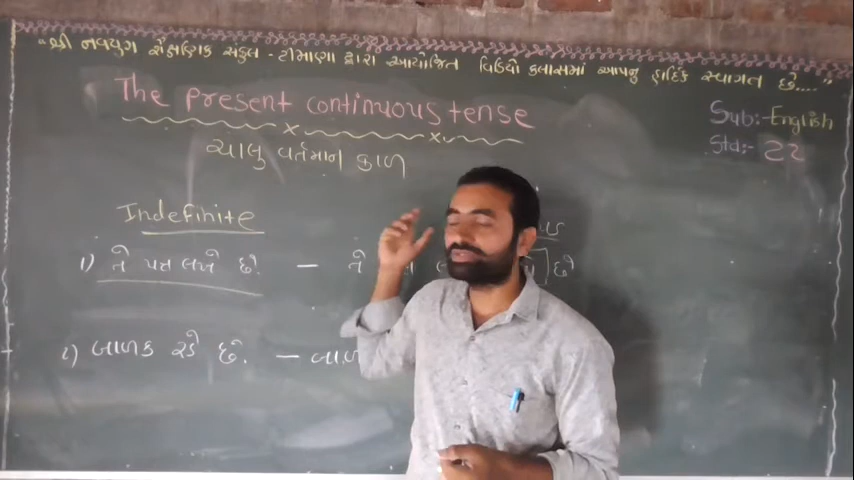 "શ્રી નવયુગ શૈક્ષણિક સંકુલ - ટીમાણા દ્વારા આયોજિત વિડિયો ક્લાસમાં આપનુ હાર્દિક સ્વાગત છે...."
The present continuous tense
Sub:- English
Std:- 12
ચાલુ વર્તમાન કાળ
Indefinite
1) તે પત્ર લખે છે. — તે છે
2) બાળક રડે છે. —